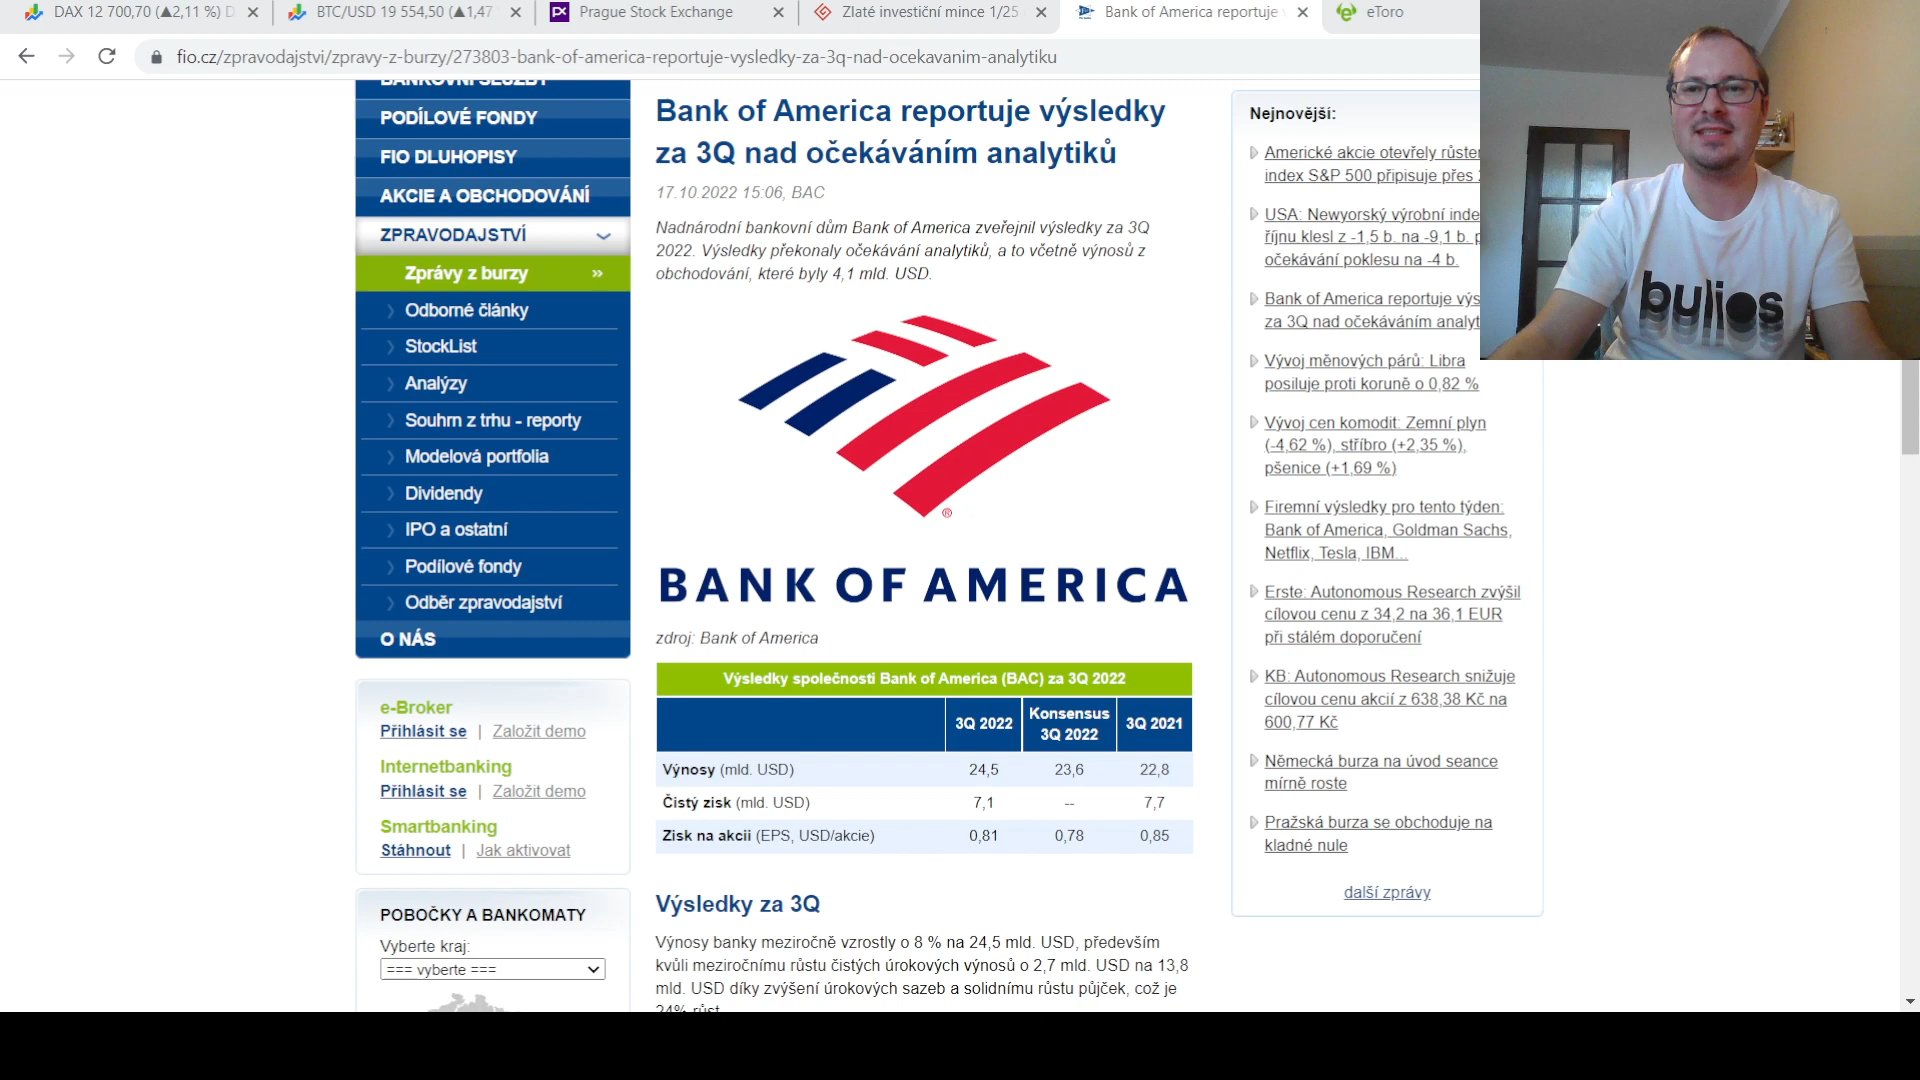 DAX 12 700,70 (▲2,11 %) D
BTC/USD 19 554,50 (▲1,47
Prague Stock Exchange
Zlaté investiční mince 1/25
Bank of America reportuje
eToro
fio.cz/zpravodajstvi/zpravy-z-burzy/273803-bank-of-america-reportuje-vysledky-za-3q-nad-ocekavanim-analytiku
BANKOVNÍ SLUŽBY
PODÍLOVÉ FONDY
FIO DLUHOPISY
AKCIE A OBCHODOVÁNÍ
ZPRAVODAJSTVÍ
Zprávy z burzy »
Odborné články
StockList
Analýzy
Souhrn z trhu - reporty
Modelová portfolia
Dividendy
IPO a ostatní
Podílové fondy
Odběr zpravodajství
O NÁS
e-Broker
Přihlásit se | Založit demo
Internetbanking
Přihlásit se | Založit demo
Smartbanking
Stáhnout | Jak aktivovat
POBOČKY A BANKOMATY
Vyberte kraj:
=== vyberte ===
Bank of America reportuje výsledky
za 3Q nad očekáváním analytiků
17.10.2022 15:06, BAC
Nadnárodní bankovní dům Bank of America zveřejnil výsledky za 3Q
2022. Výsledky překonaly očekávání analytiků, a to včetně výnosů z
obchodování, které byly 4,1 mld. USD.
®
BANK OF AMERICA
zdroj: Bank of America
Výsledky společnosti Bank of America (BAC) za 3Q 2022
3Q 2022 Konsensus 3Q 2022 3Q 2021
Výnosy (mld. USD) 24,5 23,6 22,8
Čistý zisk (mld. USD) 7,1 -- 7,7
Zisk na akcii (EPS, USD/akcie) 0,81 0,78 0,85
Výsledky za 3Q
Výnosy banky meziročně vzrostly o 8 % na 24,5 mld. USD, především
kvůli meziročnímu růstu čistých úrokových výnosů o 2,7 mld. USD na 13,8
mld. USD díky zvýšení úrokových sazeb a solidnímu růstu půjček, což je
24% růst
Nejnovější:
Americké akcie otevřely růstem
index S&P 500 připisuje přes
USA: Newyorský výrobní inde
říjnu klesl z -1,5 b. na -9,1 b.
očekávání poklesu na -4 b.
Bank of America reportuje výs
za 3Q nad očekáváním analyt
Vývoj měnových párů: Libra
posiluje proti koruně o 0,82 %
Vývoj cen komodit: Zemní plyn
(-4,62 %), stříbro (+2,35 %),
pšenice (+1,69 %)
Firemní výsledky pro tento týden:
Bank of America, Goldman Sachs,
Netflix, Tesla, IBM...
Erste: Autonomous Research zvýšil
cílovou cenu z 34,2 na 36,1 EUR
při stálém doporučení
KB: Autonomous Research snižuje
cílovou cenu akcií z 638,38 Kč na
600,77 Kč
Německá burza na úvod seance
mírně roste
Pražská burza se obchoduje na
kladné nule
další zprávy
bulios